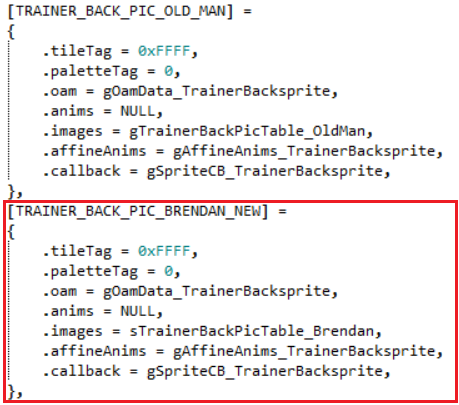 [TRAINER_BACK_PIC_OLD_MAN] =
{
.tileTag = 0xFFFF,
.paletteTag = 0,
.oam = gOamData_TrainerBacksprite,
.anims = NULL,
.images = gTrainerBackPicTable_OldMan,
.affineAnims = gAffineAnims_TrainerBacksprite,
.callback = gSpriteCB_TrainerBacksprite,
},
[TRAINER_BACK_PIC_BRENDAN_NEW] =
{
.tileTag = 0xFFFF,
.paletteTag = 0,
.oam = gOamData_TrainerBacksprite,
.anims = NULL,
.images = sTrainerBackPicTable_Brendan,
.affineAnims = gAffineAnims_TrainerBacksprite,
.callback = gSpriteCB_TrainerBacksprite,
},